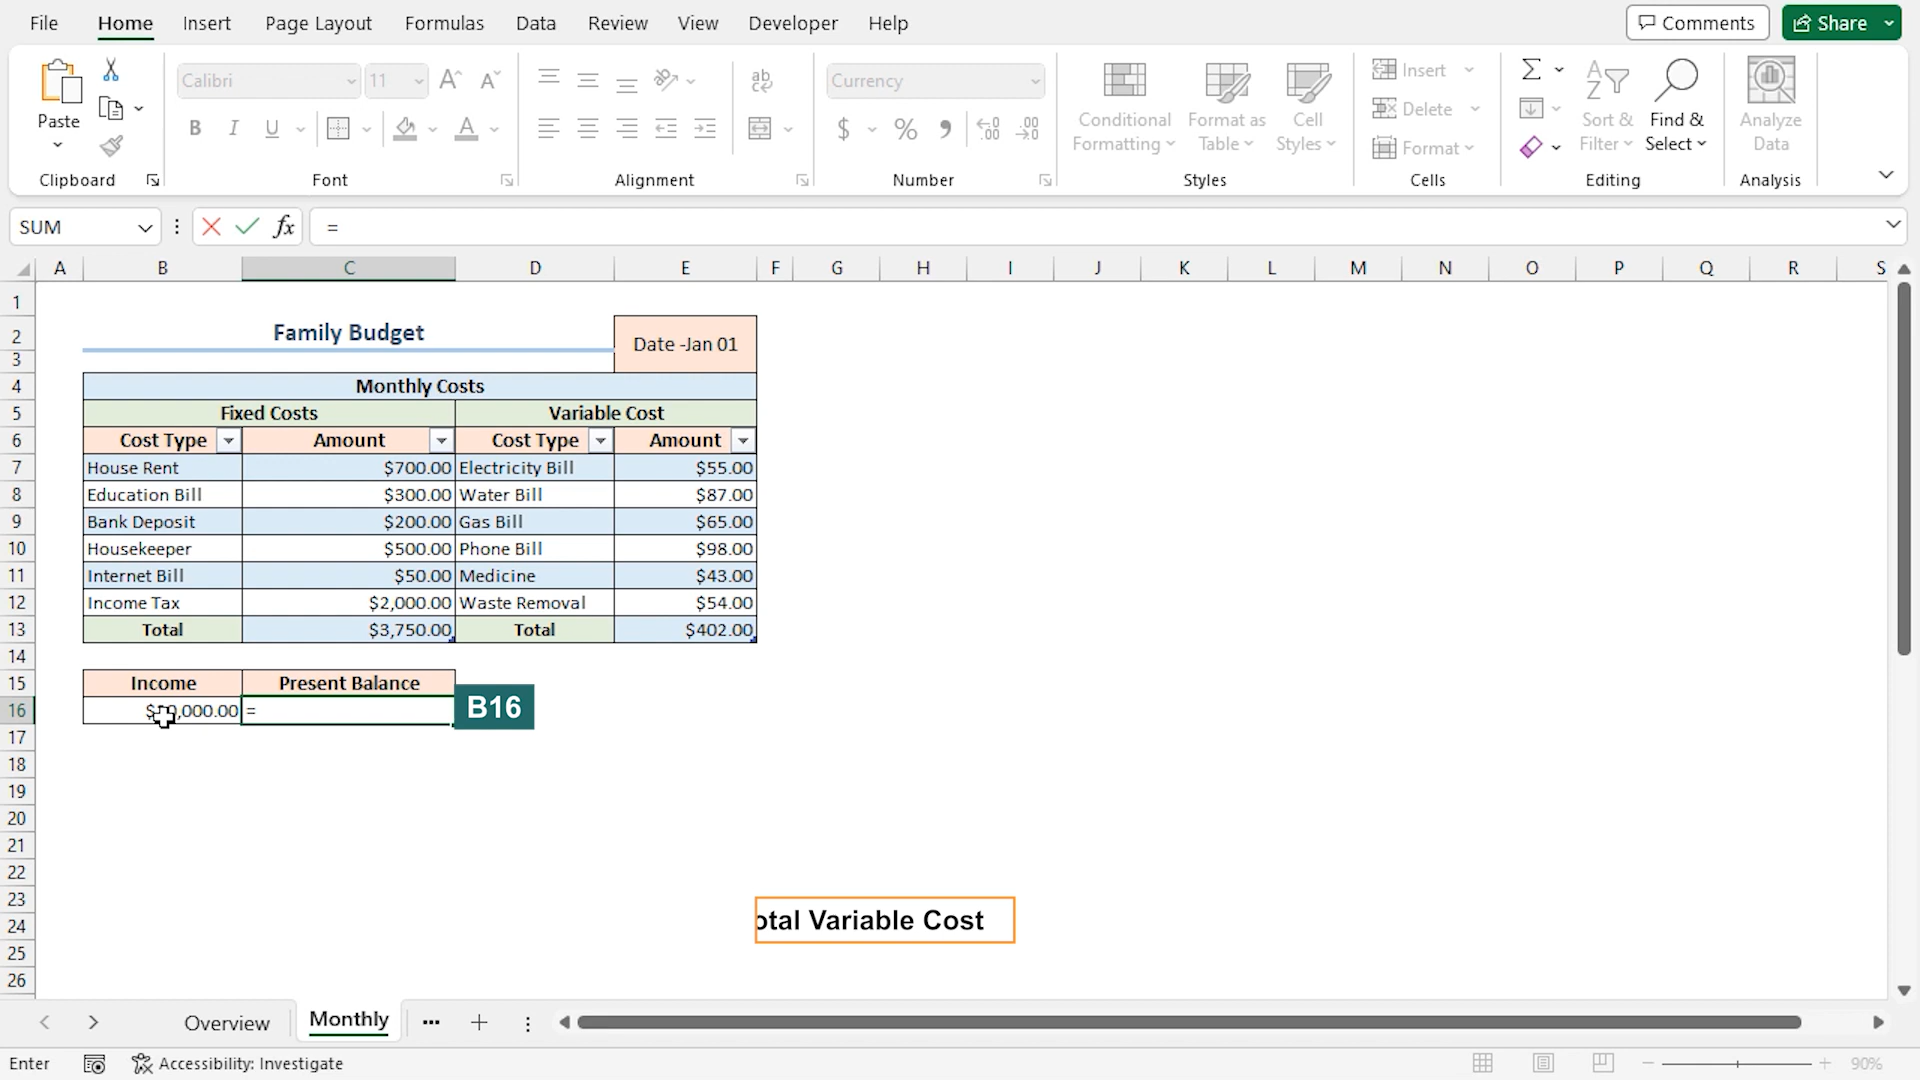 File Home Insert Page Layout Formulas Data Review View Developer Help Comments Share
Paste
Calibri 11
ab
Currency
Conditional Formatting
Format as Table
Cell Styles
Insert
Delete
Format
Sort & Filter
Find & Select
Analyze Data
Clipboard Font Alignment Number Styles Cells Editing Analysis
SUM fx =
A B C D E F G H I J K L M N O P Q R S
1
2 Family Budget Date -Jan 01
3
4 Monthly Costs
5 Fixed Costs Variable Cost
6 Cost Type Amount Cost Type Amount
7 House Rent $700.00 Electricity Bill $55.00
8 Education Bill $300.00 Water Bill $87.00
9 Bank Deposit $200.00 Gas Bill $65.00
10 Housekeeper $500.00 Phone Bill $98.00
11 Internet Bill $50.00 Medicine $43.00
12 Income Tax $2,000.00 Waste Removal $54.00
13 Total $3,750.00 Total $402.00
14
15 Income Present Balance
16 = B16
17
18
19
20
21
22
23
24 otal Variable Cost
25
26
Overview Monthly
Enter Accessibility: Investigate 90%